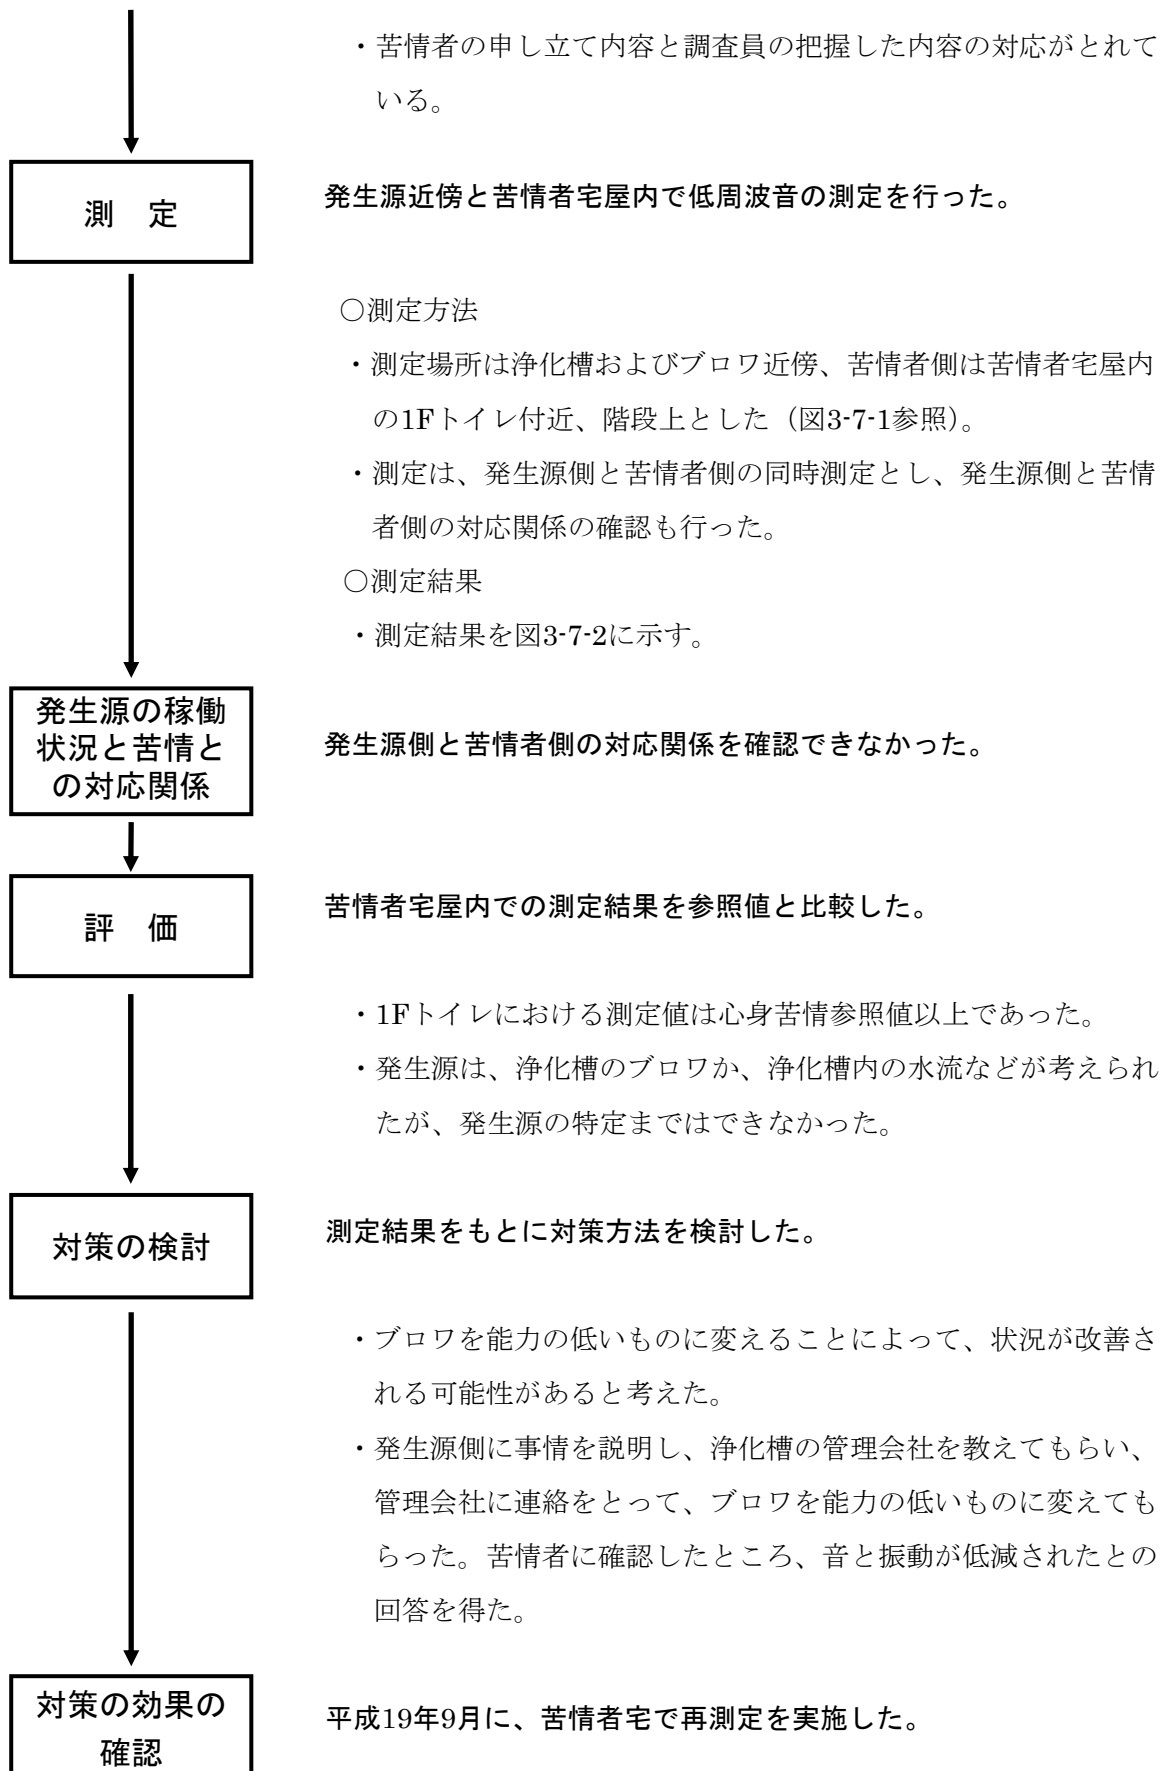 ・苦情者の申し立て内容と調査員の把握した内容の対応がとれて
いる。
測　定
発生源近傍と苦情者宅屋内で低周波音の測定を行った。
○測定方法
・測定場所は浄化槽およびブロワ近傍、苦情者側は苦情者宅屋内
の1Fトイレ付近、階段上とした（図3-7-1参照）。
・測定は、発生源側と苦情者側の同時測定とし、発生源側と苦情
者側の対応関係の確認も行った。
○測定結果
・測定結果を図3-7-2に示す。
発生源の稼働
状況と苦情と
の対応関係
発生源側と苦情者側の対応関係を確認できなかった。
評　価
苦情者宅屋内での測定結果を参照値と比較した。
・1Fトイレにおける測定値は心身苦情参照値以上であった。
・発生源は、浄化槽のブロワか、浄化槽内の水流などが考えられ
たが、発生源の特定まではできなかった。
対策の検討
測定結果をもとに対策方法を検討した。
・ブロワを能力の低いものに変えることによって、状況が改善さ
れる可能性があると考えた。
・発生源側に事情を説明し、浄化槽の管理会社を教えてもらい、
管理会社に連絡をとって、ブロワを能力の低いものに変えても
らった。苦情者に確認したところ、音と振動が低減されたとの
回答を得た。
対策の効果の
確認
平成19年9月に、苦情者宅で再測定を実施した。